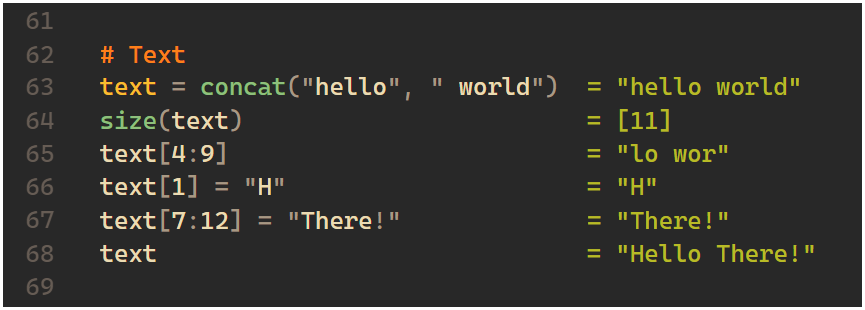 61
62 # Text
63 text = concat("hello", " world") = "hello world"
64 size(text) = [11]
65 text[4:9] = "lo wor"
66 text[1] = "H" = "H"
67 text[7:12] = "There!" = "There!"
68 text = "Hello There!"
69